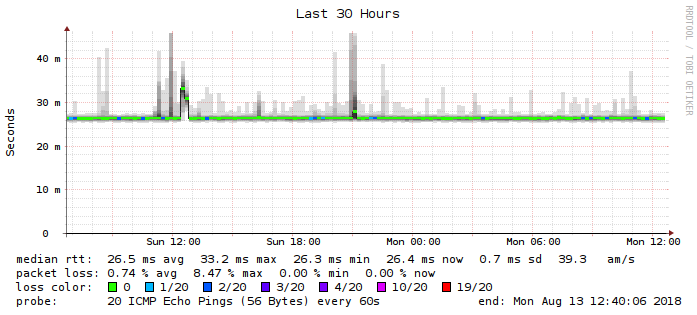 Last 30 Hours
RRDTOOL / TOBI OETIKER
Seconds
40 m
30 m
20 m
10 m
0
Sun 12:00 Sun 18:00 Mon 00:00 Mon 06:00 Mon 12:00
median rtt: 26.5 ms avg 33.2 ms max 26.3 ms min 26.4 ms now 0.7 ms sd 39.3 am/s
packet loss: 0.74 % avg 8.47 % max 0.00 % min 0.00 % now
loss color: 0 1/20 2/20 3/20 4/20 10/20 19/20
probe: 20 ICMP Echo Pings (56 Bytes) every 60s end: Mon Aug 13 12:40:06 2018